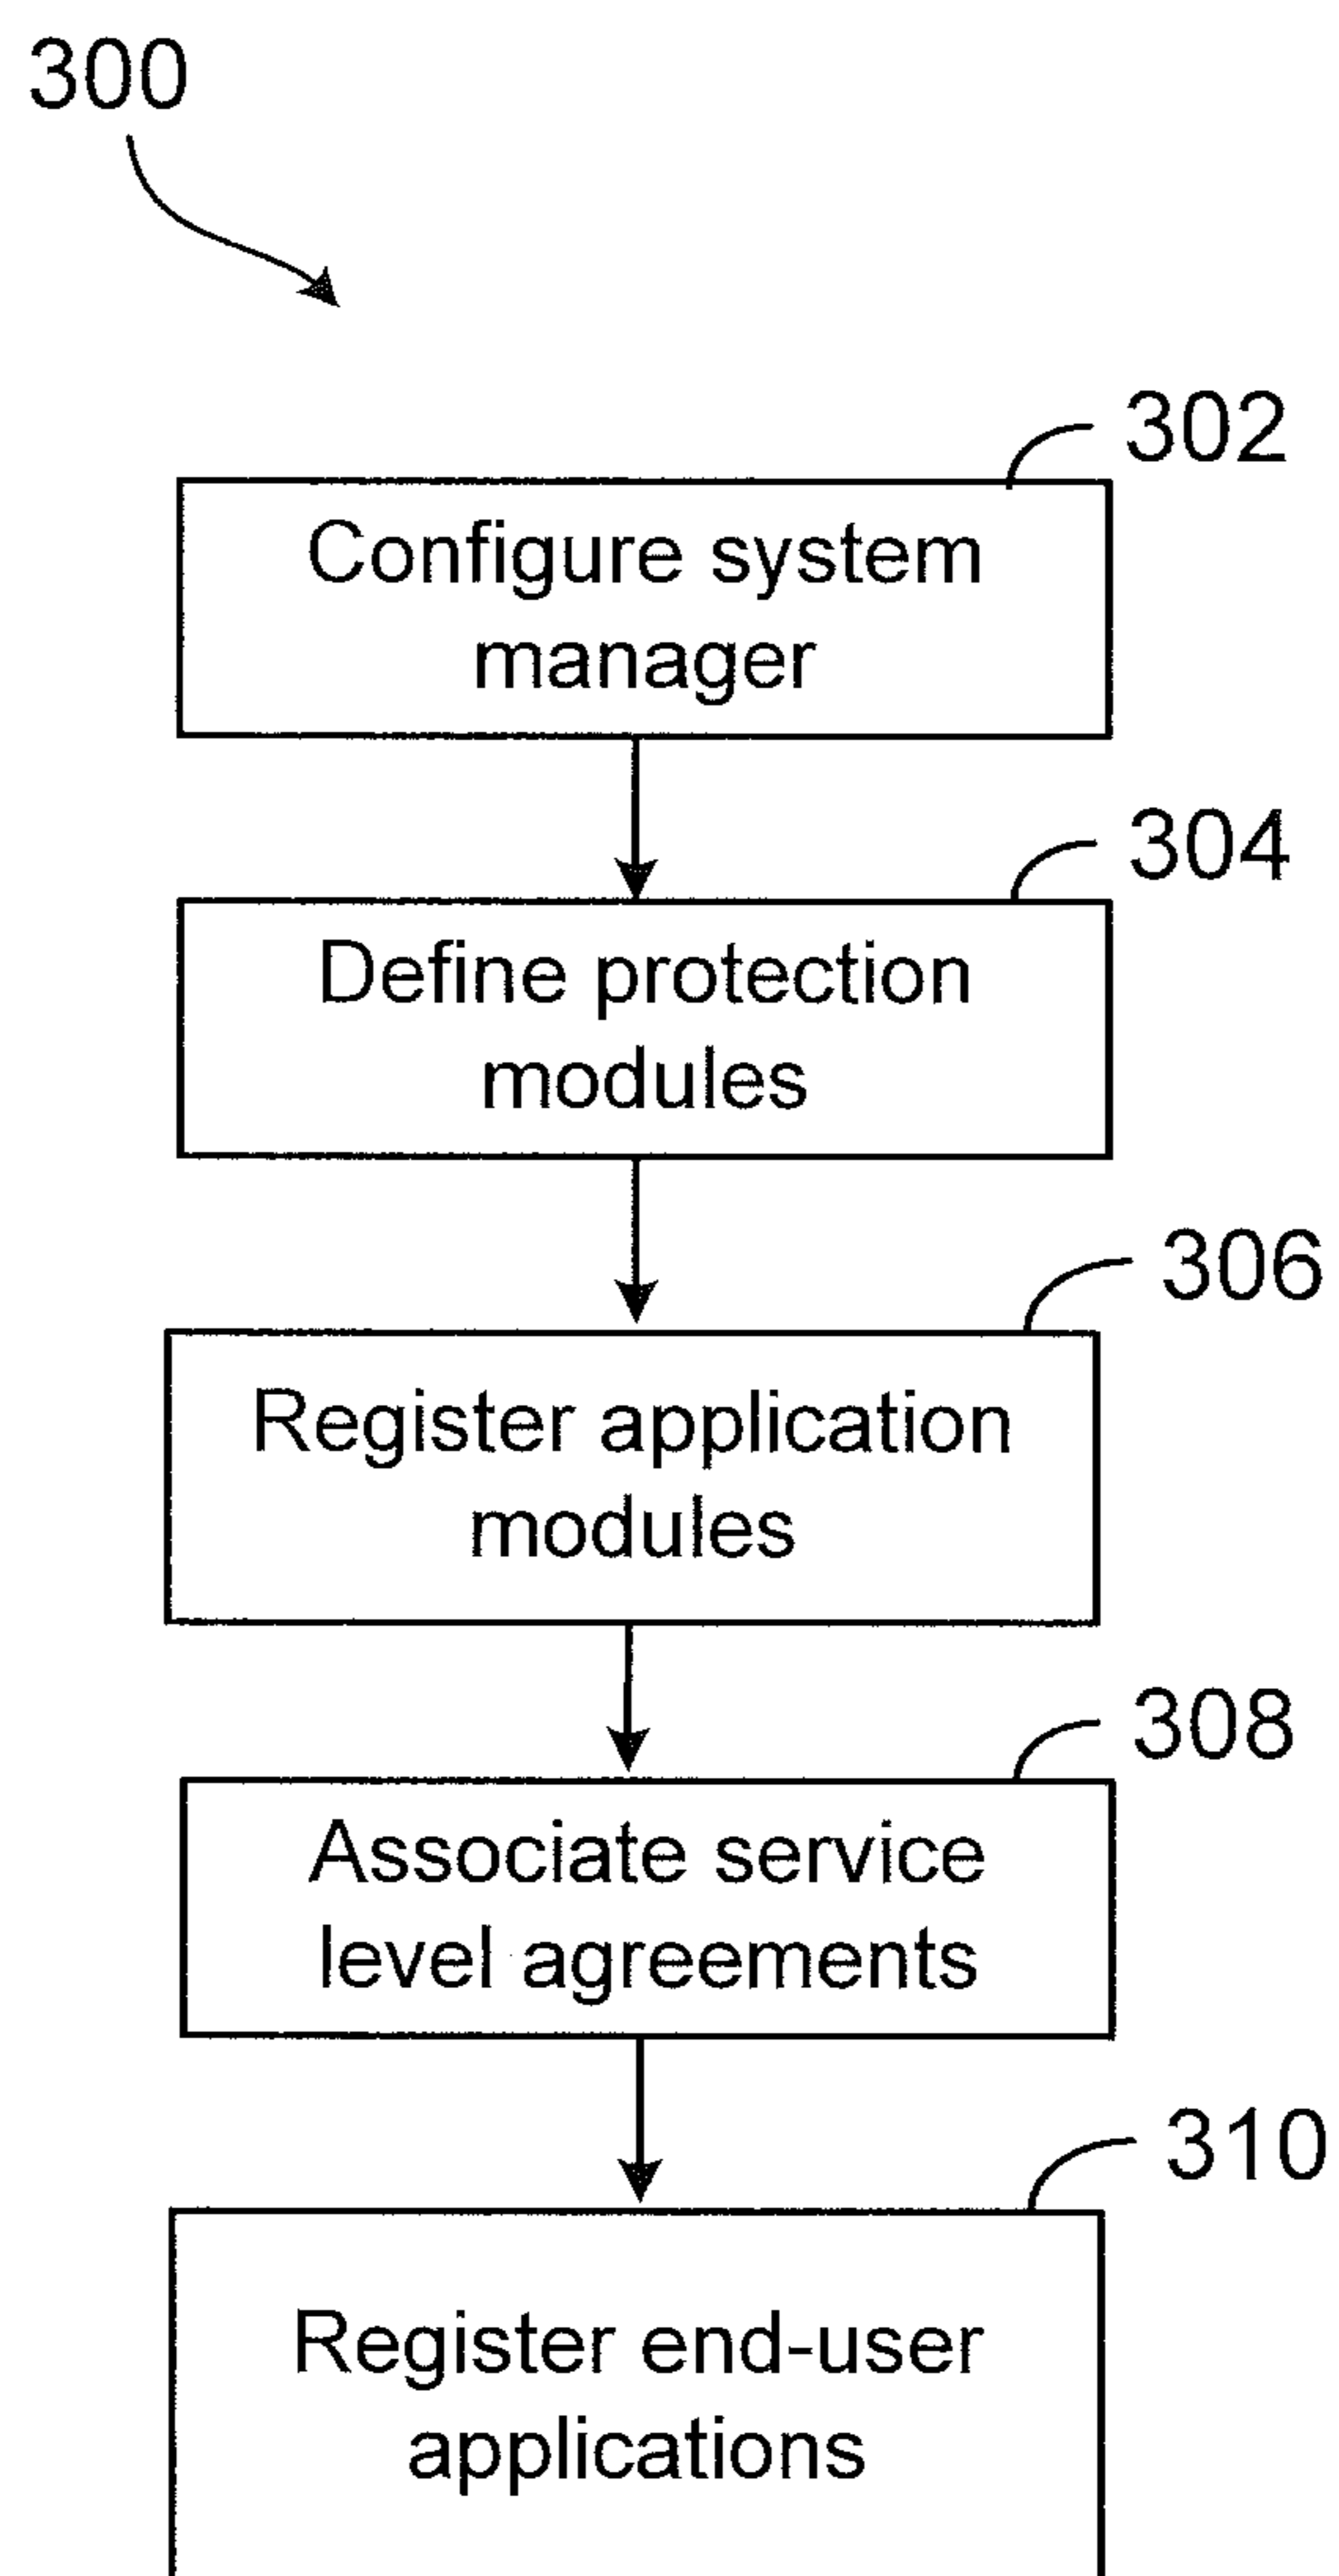 300
302
Configure system
manager
304
Define protection
modules
306
Register application
modules
308
Associate service
level agreements
310
Register end-user
applications